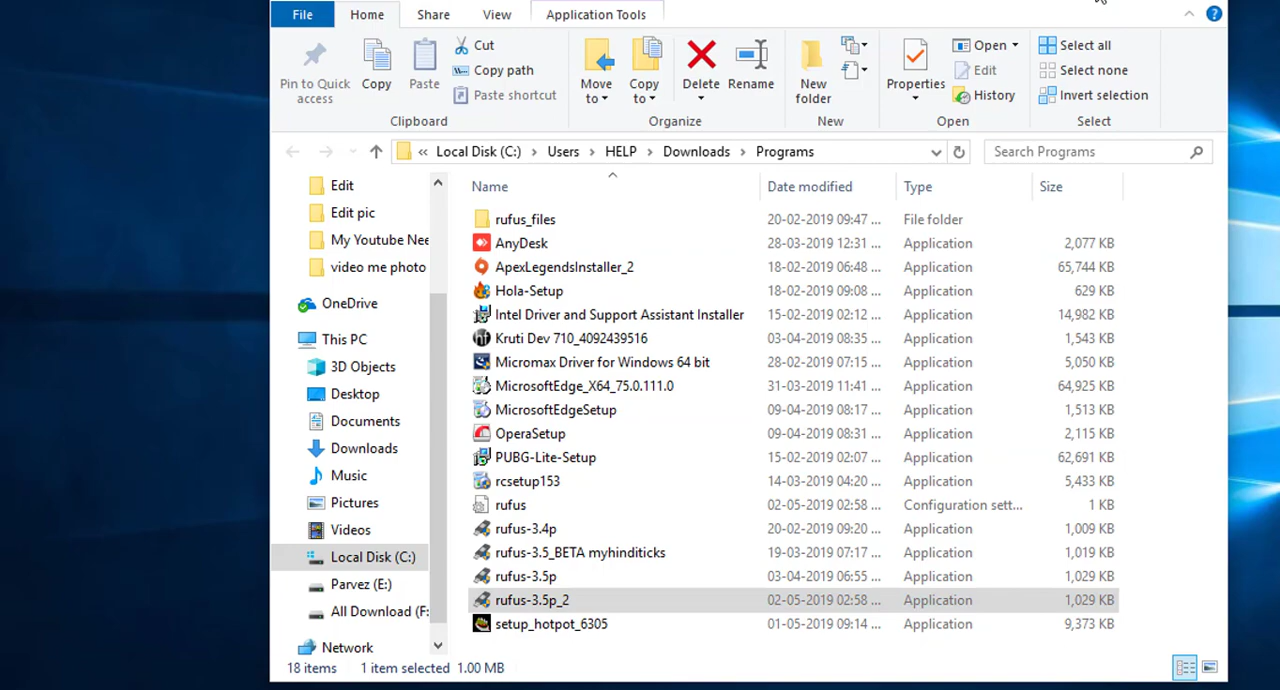 File Home Share View Application Tools
Pin to Quick access
Copy
Paste
Cut
Copy path
Paste shortcut
Clipboard
Move to
Copy to
Delete
Rename
Organize
New folder
New
Properties
Open
Edit
History
Open
Select all
Select none
Invert selection
Select
« Local Disk (C:) › Users › HELP › Downloads › Programs
Search Programs
Edit
Edit pic
My Youtube Nee
video me photo
OneDrive
This PC
3D Objects
Desktop
Documents
Downloads
Music
Pictures
Videos
Local Disk (C:)
Parvez (E:)
All Download (F:
Network
Name Date modified Type Size
rufus_files 20-02-2019 09:47 ... File folder
AnyDesk 28-03-2019 12:31 ... Application 2,077 KB
ApexLegendsInstaller_2 18-02-2019 06:48 ... Application 65,744 KB
Hola-Setup 18-02-2019 09:08 ... Application 629 KB
Intel Driver and Support Assistant Installer 15-02-2019 02:12 ... Application 14,982 KB
Kruti Dev 710_4092439516 03-04-2019 08:35 ... Application 1,543 KB
Micromax Driver for Windows 64 bit 28-02-2019 07:15 ... Application 5,050 KB
MicrosoftEdge_X64_75.0.111.0 31-03-2019 11:41 ... Application 64,925 KB
MicrosoftEdgeSetup 09-04-2019 08:17 ... Application 1,513 KB
OperaSetup 09-04-2019 08:31 ... Application 2,115 KB
PUBG-Lite-Setup 15-02-2019 02:07 ... Application 62,691 KB
rcsetup153 14-03-2019 04:20 ... Application 5,433 KB
rufus 02-05-2019 02:58 ... Configuration sett... 1 KB
rufus-3.4p 20-02-2019 09:20 ... Application 1,009 KB
rufus-3.5_BETA myhinditicks 19-03-2019 07:17 ... Application 1,019 KB
rufus-3.5p 03-04-2019 06:55 ... Application 1,029 KB
rufus-3.5p_2 02-05-2019 02:58 ... Application 1,029 KB
setup_hotpot_6305 01-05-2019 09:14 ... Application 9,373 KB
18 items 1 item selected 1.00 MB